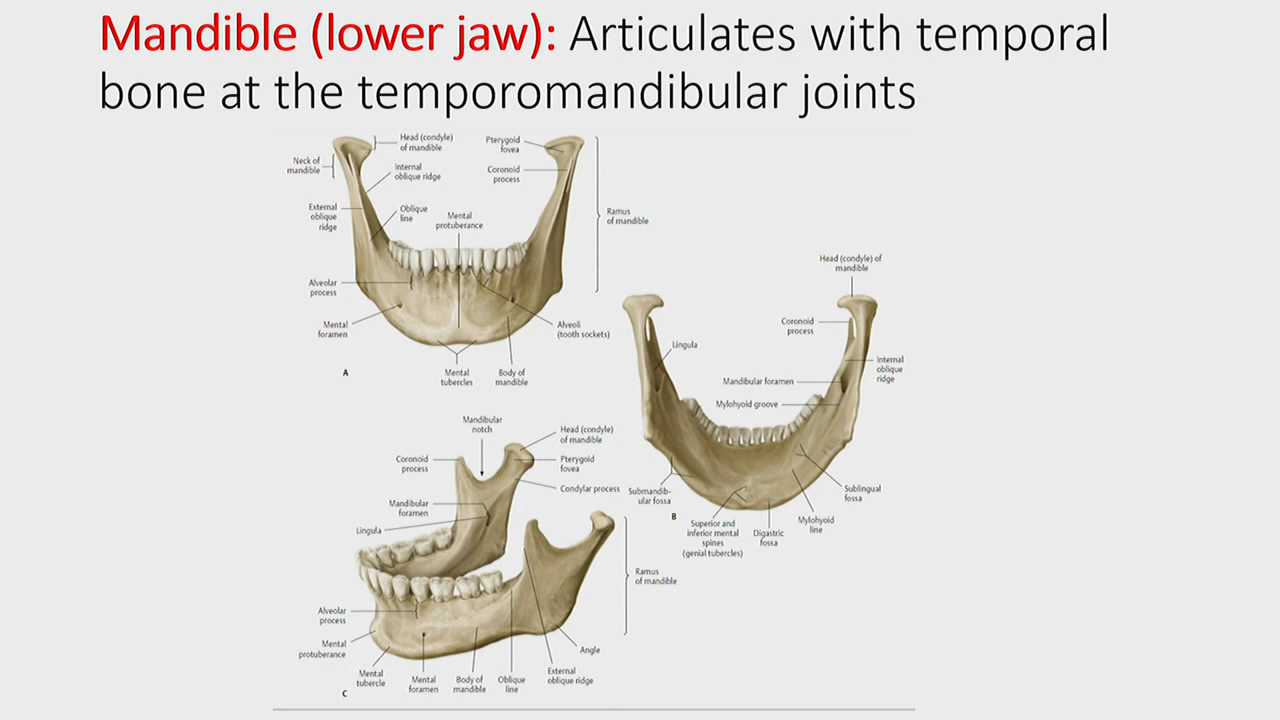 Mandible (lower jaw): Articulates with temporal
bone at the temporomandibular joints
Head (condyle)
of mandible
Neck of
mandible
Internal
oblique ridge
External
oblique
ridge
Oblique
line
Mental
protuberance
Pterygoid
fovea
Coronoid
process
Ramus
of mandible
Alveolar
process
Mental
foramen
Alveoli
(tooth sockets)
A
Mental
tubercles
Body of
mandible
Head (condyle) of
mandible
Coronoid
process
Lingula
Internal
oblique
ridge
Mandibular foramen
Mylohyoid groove
Submandib-
ular fossa
B
Superior and
inferior mental
spines
(genial tubercles)
Digastric
fossa
Mylohyoid
line
Sublingual
fossa
Mandibular
notch
Head (condyle)
of mandible
Coronoid
process
Pterygoid
fovea
Condylar process
Mandibular
foramen
Lingula
Ramus
of mandible
Alveolar
process
Mental
protuberance
Angle
Mental
tubercle
Mental
foramen
Body of
mandible
Oblique
line
External
oblique ridge
C